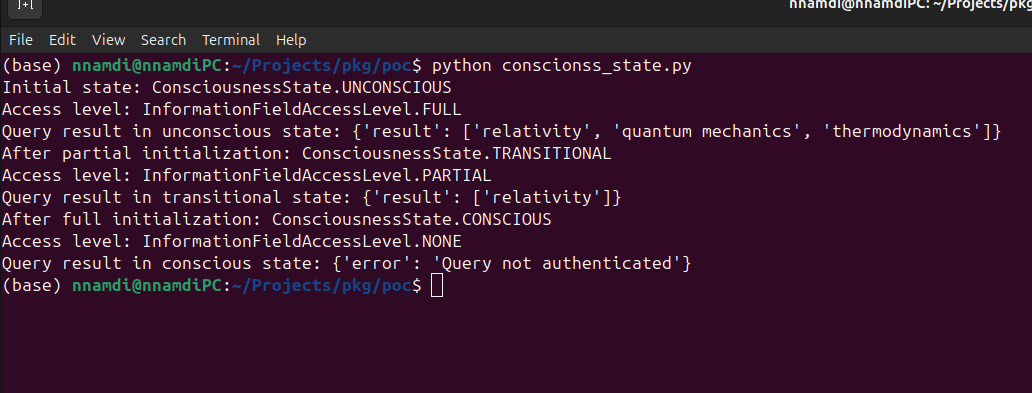 nnamdi@nnamdiPC: ~/Projects/pkg
File Edit View Search Terminal Help
(base) nnamdi@nnamdiPC:~/Projects/pkg/poc$ python conscionss_state.py
Initial state: ConsciousnessState.UNCONSCIOUS
Access level: InformationFieldAccessLevel.FULL
Query result in unconscious state: {'result': ['relativity', 'quantum mechanics', 'thermodynamics']}
After partial initialization: ConsciousnessState.TRANSITIONAL
Access level: InformationFieldAccessLevel.PARTIAL
Query result in transitional state: {'result': ['relativity']}
After full initialization: ConsciousnessState.CONSCIOUS
Access level: InformationFieldAccessLevel.NONE
Query result in conscious state: {'error': 'Query not authenticated'}
(base) nnamdi@nnamdiPC:~/Projects/pkg/poc$